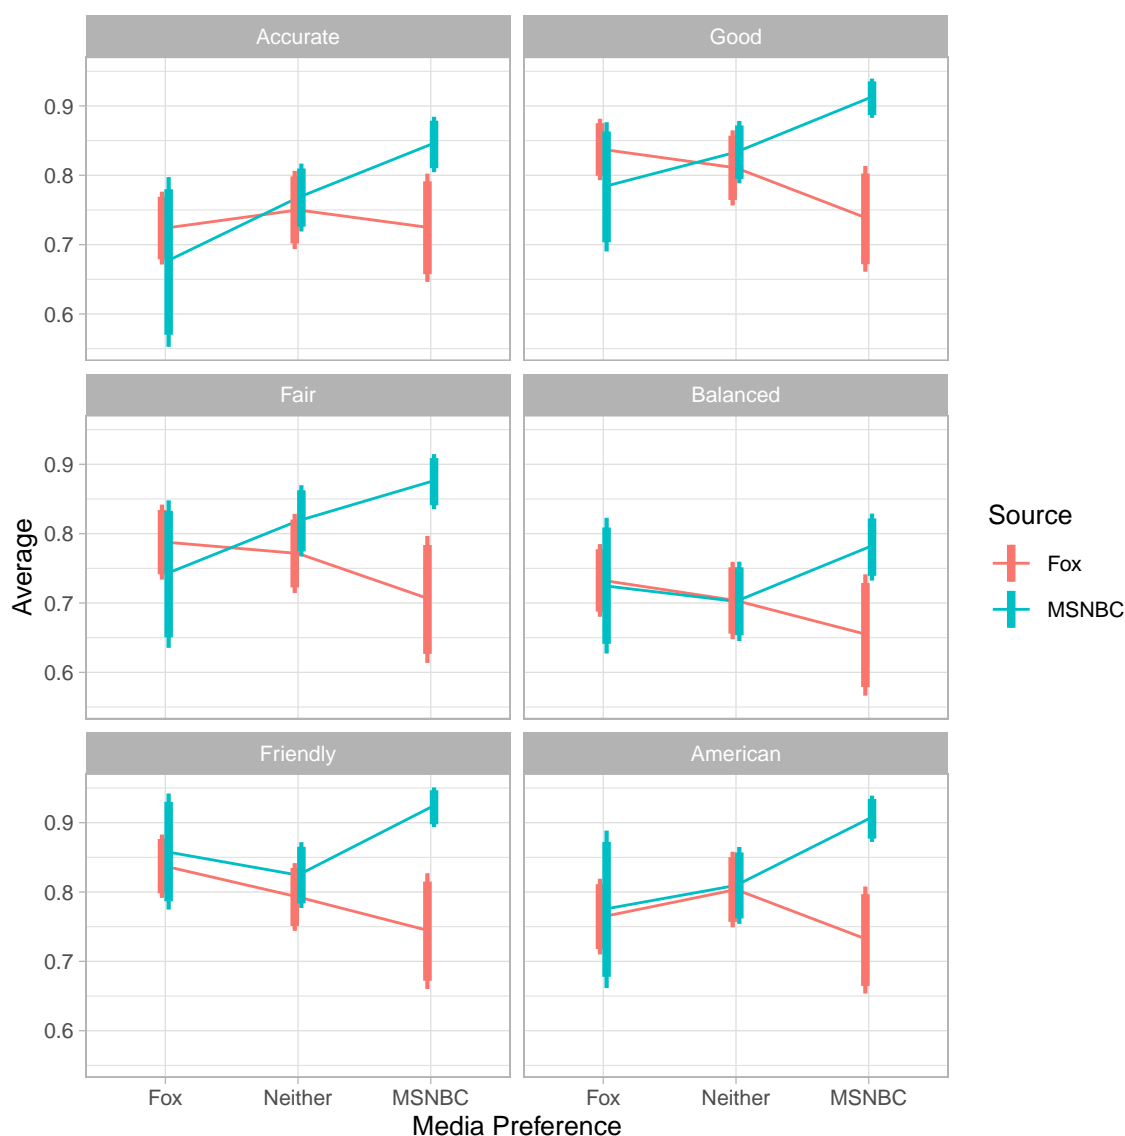 Accurate
Good
0.9
0.8
0.7
0.6
Fair
Balanced
0.9
0.8
0.7
0.6
Friendly
American
0.9
0.8
0.7
0.6
Fox
Neither
MSNBC
Fox
Neither
MSNBC
Media Preference
Average
Source
Fox
MSNBC